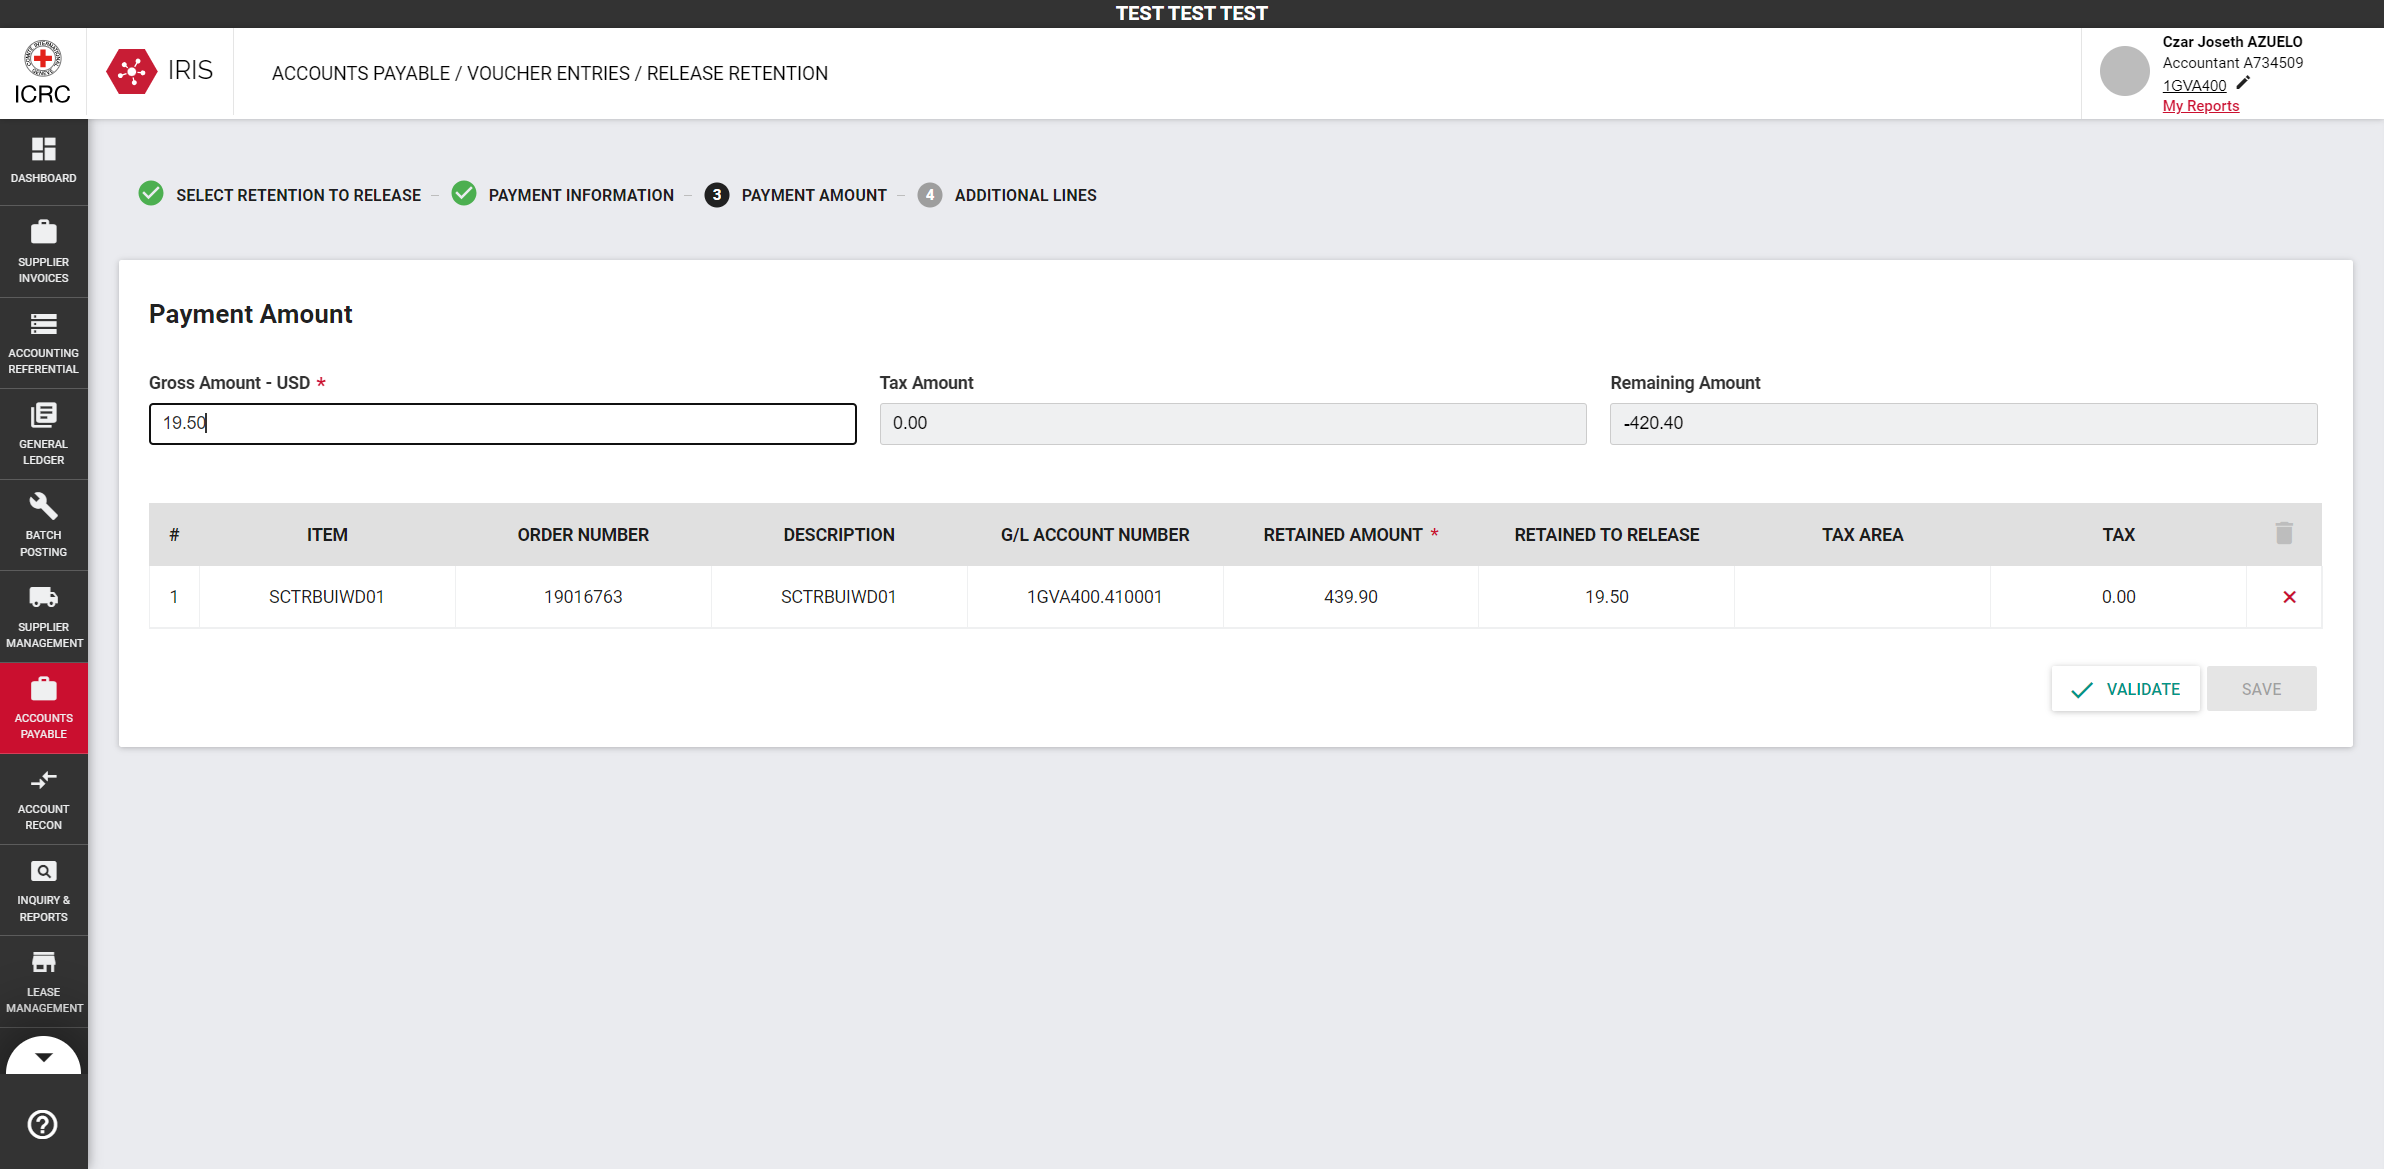 TEST TEST TEST
ICRC
IRIS
ACCOUNTS PAYABLE / VOUCHER ENTRIES / RELEASE RETENTION
Czar Joseth AZUELO
Accountant A734509
1GVA400
My Reports
DASHBOARD
SUPPLIER
INVOICES
ACCOUNTING
REFERENTIAL
GENERAL
LEDGER
BATCH
POSTING
SUPPLIER
MANAGEMENT
ACCOUNTS
PAYABLE
ACCOUNT
RECON
INQUIRY &
REPORTS
LEASE
MANAGEMENT
SELECT RETENTION TO RELEASE – PAYMENT INFORMATION – 3 PAYMENT AMOUNT – 4 ADDITIONAL LINES
Payment Amount
Gross Amount - USD * Tax Amount Remaining Amount
19.50 0.00 -420.40
# ITEM ORDER NUMBER DESCRIPTION G/L ACCOUNT NUMBER RETAINED AMOUNT * RETAINED TO RELEASE TAX AREA TAX
1 SCTRBUIWD01 19016763 SCTRBUIWD01 1GVA400.410001 439.90 19.50 0.00
VALIDATE SAVE